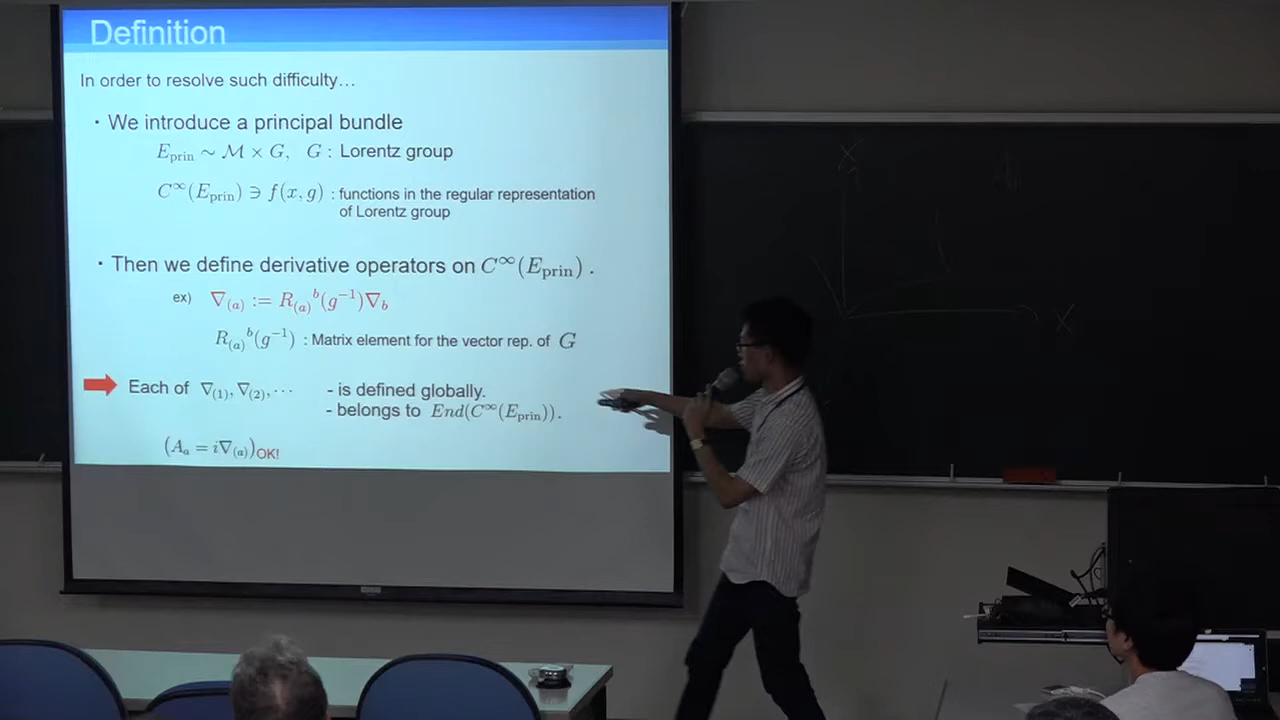 Definition
In order to resolve such difficulty…
・We introduce a principal bundle
E_prin ∼ ℳ × G, G : Lorentz group
C^∞(E_prin) ∋ f(x, g) : functions in the regular representation
of Lorentz group
・Then we define derivative operators on C^∞(E_prin) .
ex) ∇_(a) := R_(a)^b(g^−1)∇_b
R_(a)^b(g^−1) : Matrix element for the vector rep. of G
Each of ∇_(1), ∇_(2), ⋯ - is defined globally.
- belongs to End(C^∞(E_prin)).
(A_a = i∇_(a)) OK!
X
X